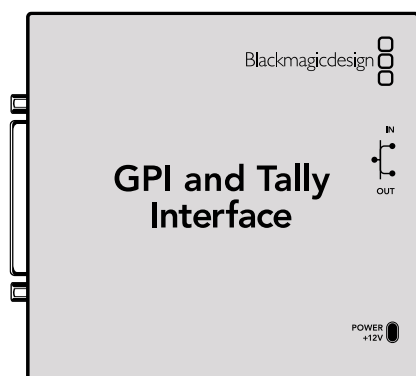 Blackmagicdesign
IN
OUT
GPI and Tally
Interface
POWER
+12V